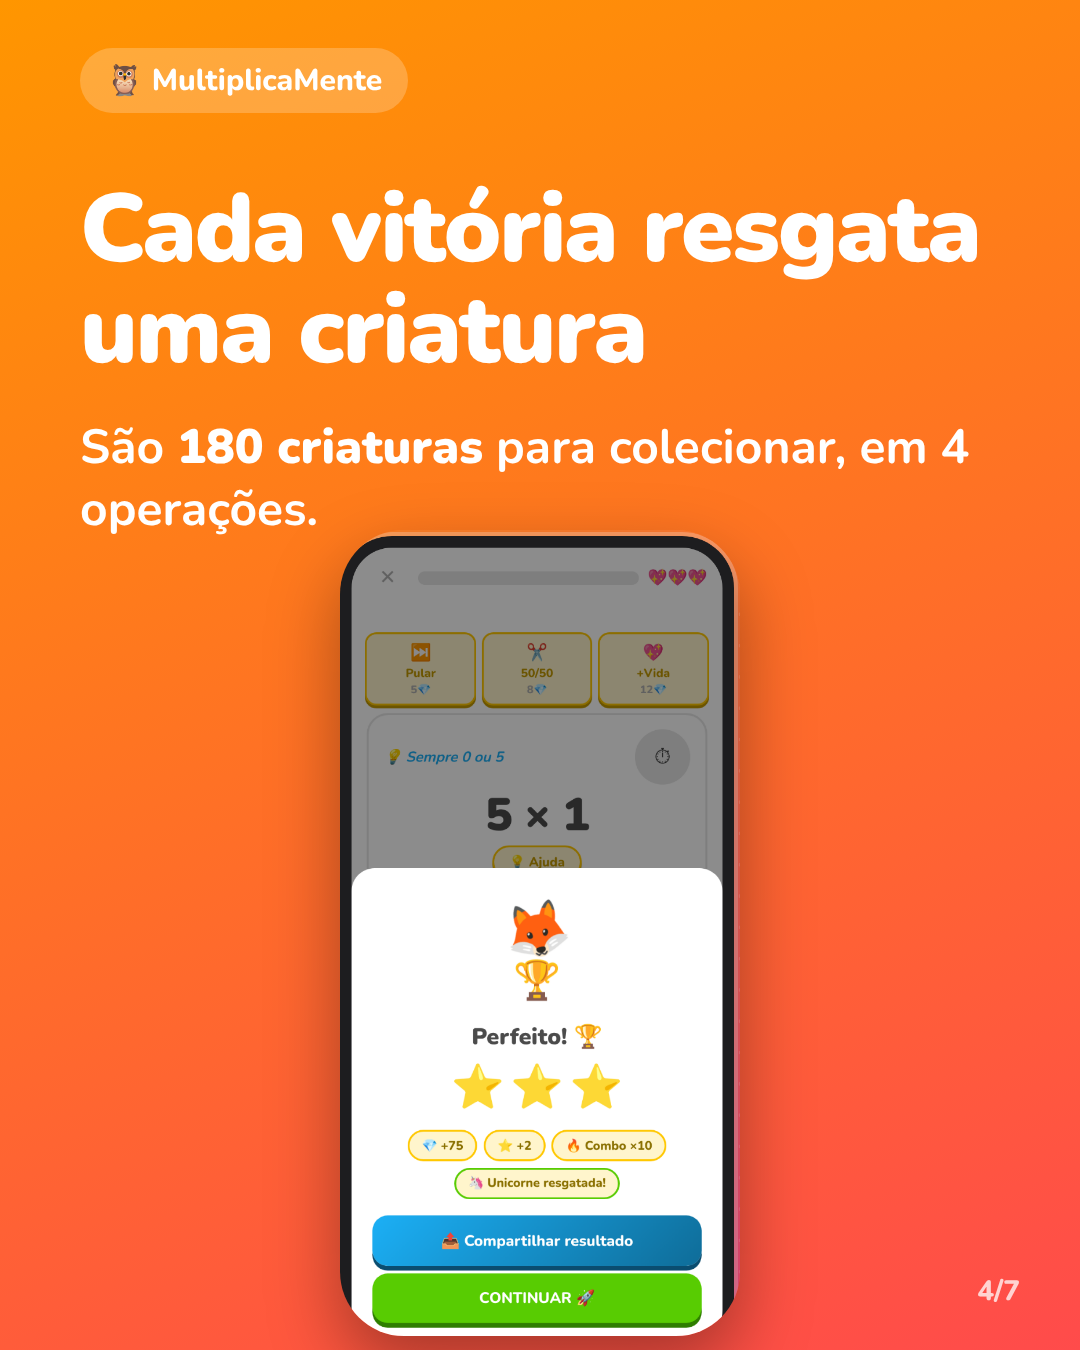 MultiplicaMente
Cada vitória resgata
uma criatura
São 180 criaturas para colecionar, em 4
operações.
Pular
50/50
+Vida
5
8
12
Sempre 0 ou 5
5 × 1
Ajuda
Perfeito!
+75
+2
Combo ×10
Unicorne resgatada!
Compartilhar resultado
CONTINUAR
4/7